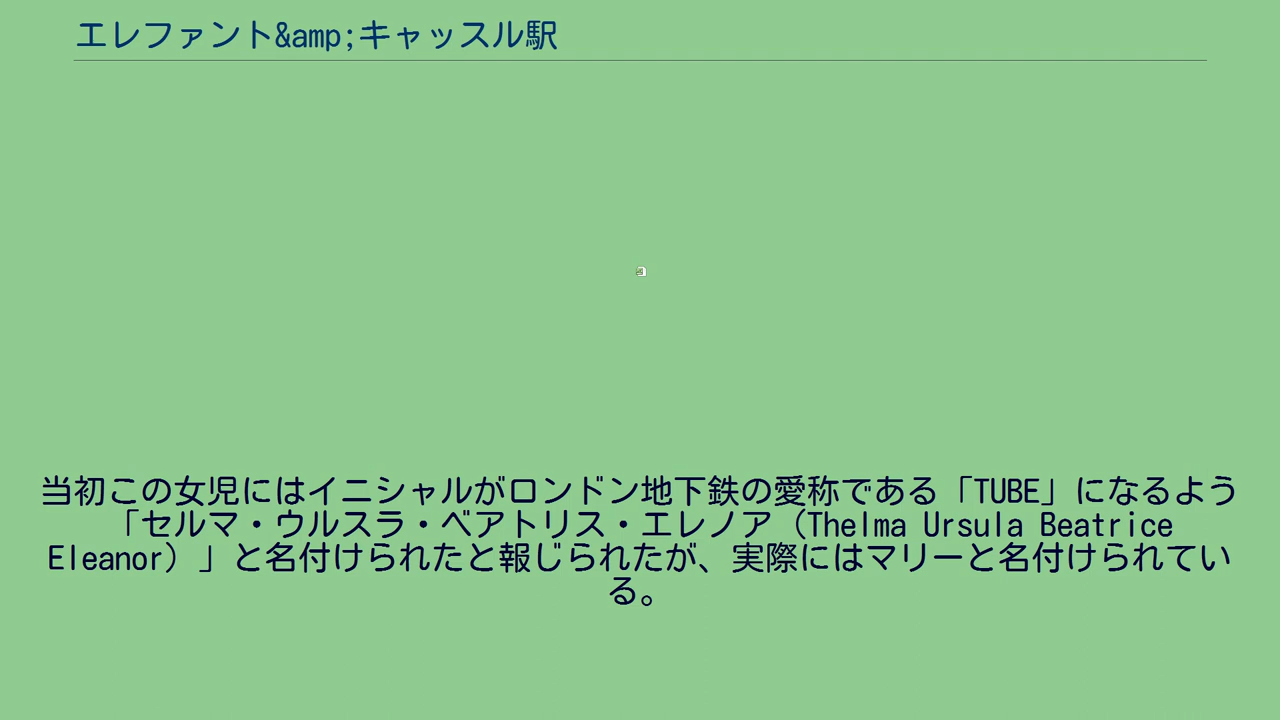 エレファント&amp;キャッスル駅
当初この女児にはイニシャルがロンドン地下鉄の愛称である「TUBE」になるよう
「セルマ・ウルスラ・ベアトリス・エレノア（Thelma Ursula Beatrice
Eleanor）」と名付けられたと報じられたが、実際にはマリーと名付けられてい
る。